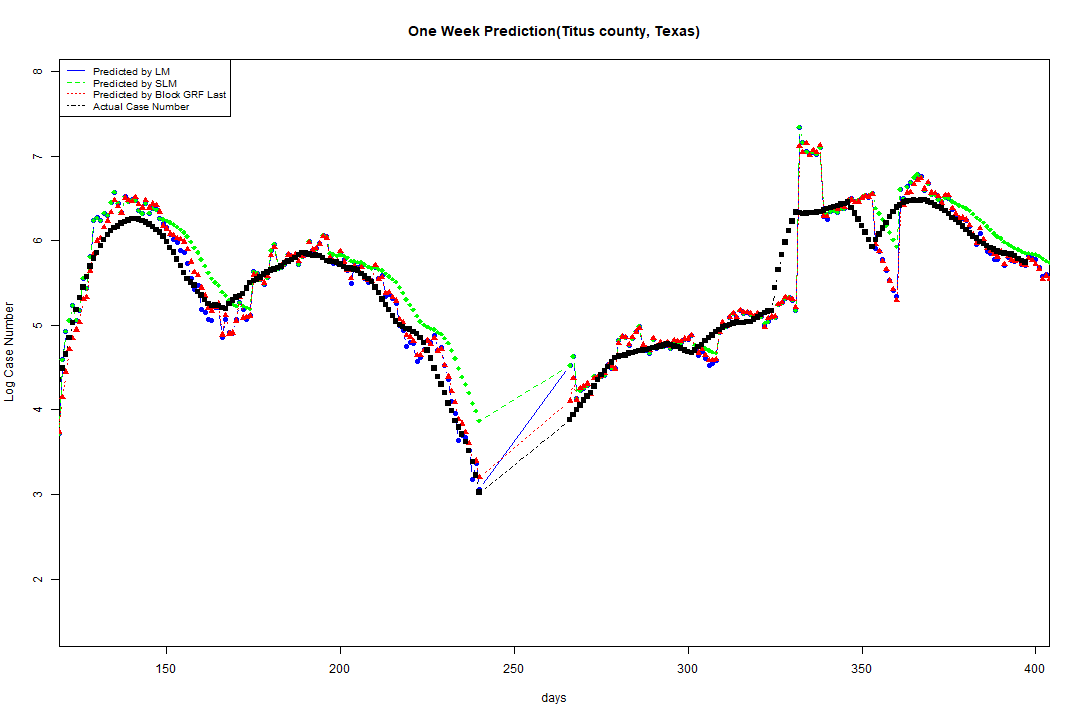 One Week Prediction(Titus county, Texas)
Predicted by LM
Predicted by SLM
Predicted by Block GRF Last
Actual Case Number
8
7
6
5
4
3
2
Log Case Number
150 200 250 300 350 400
days